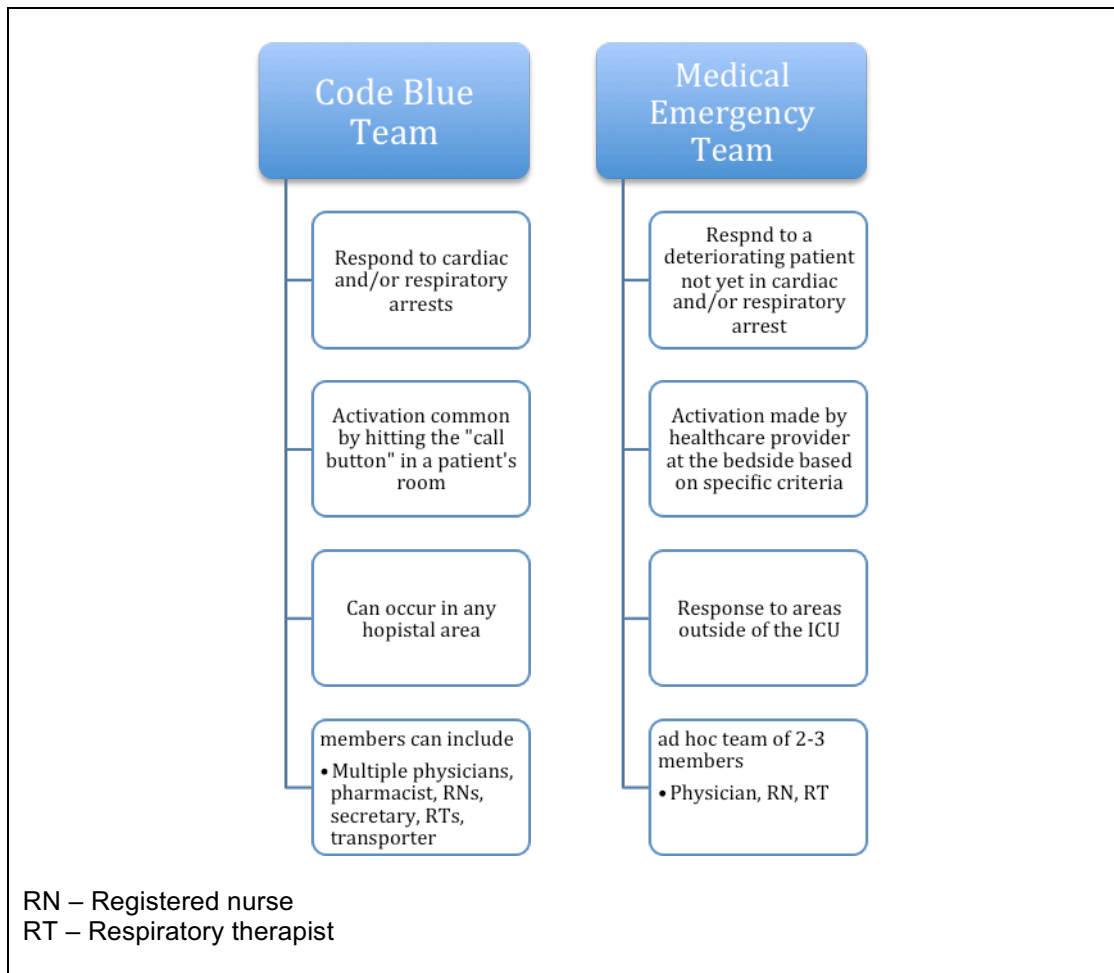 Code Blue
Team
Respond to cardiac
and/or respiratory
arrests
Activation common
by hitting the "call
button" in a patient's
room
Can occur in any
hopistal area
members can include
• Multiple physicians,
pharmacist, RNs,
secretary, RTs,
transporter
Medical
Emergency
Team
Respnd to a
deteriorating patient
not yet in cardiac
and/or respiratory
arrest
Activation made by
healthcare provider
at the bedside based
on specific criteria
Response to areas
outside of the ICU
ad hoc team of 2-3
members
• Physician, RN, RT
RN – Registered nurse
RT – Respiratory therapist